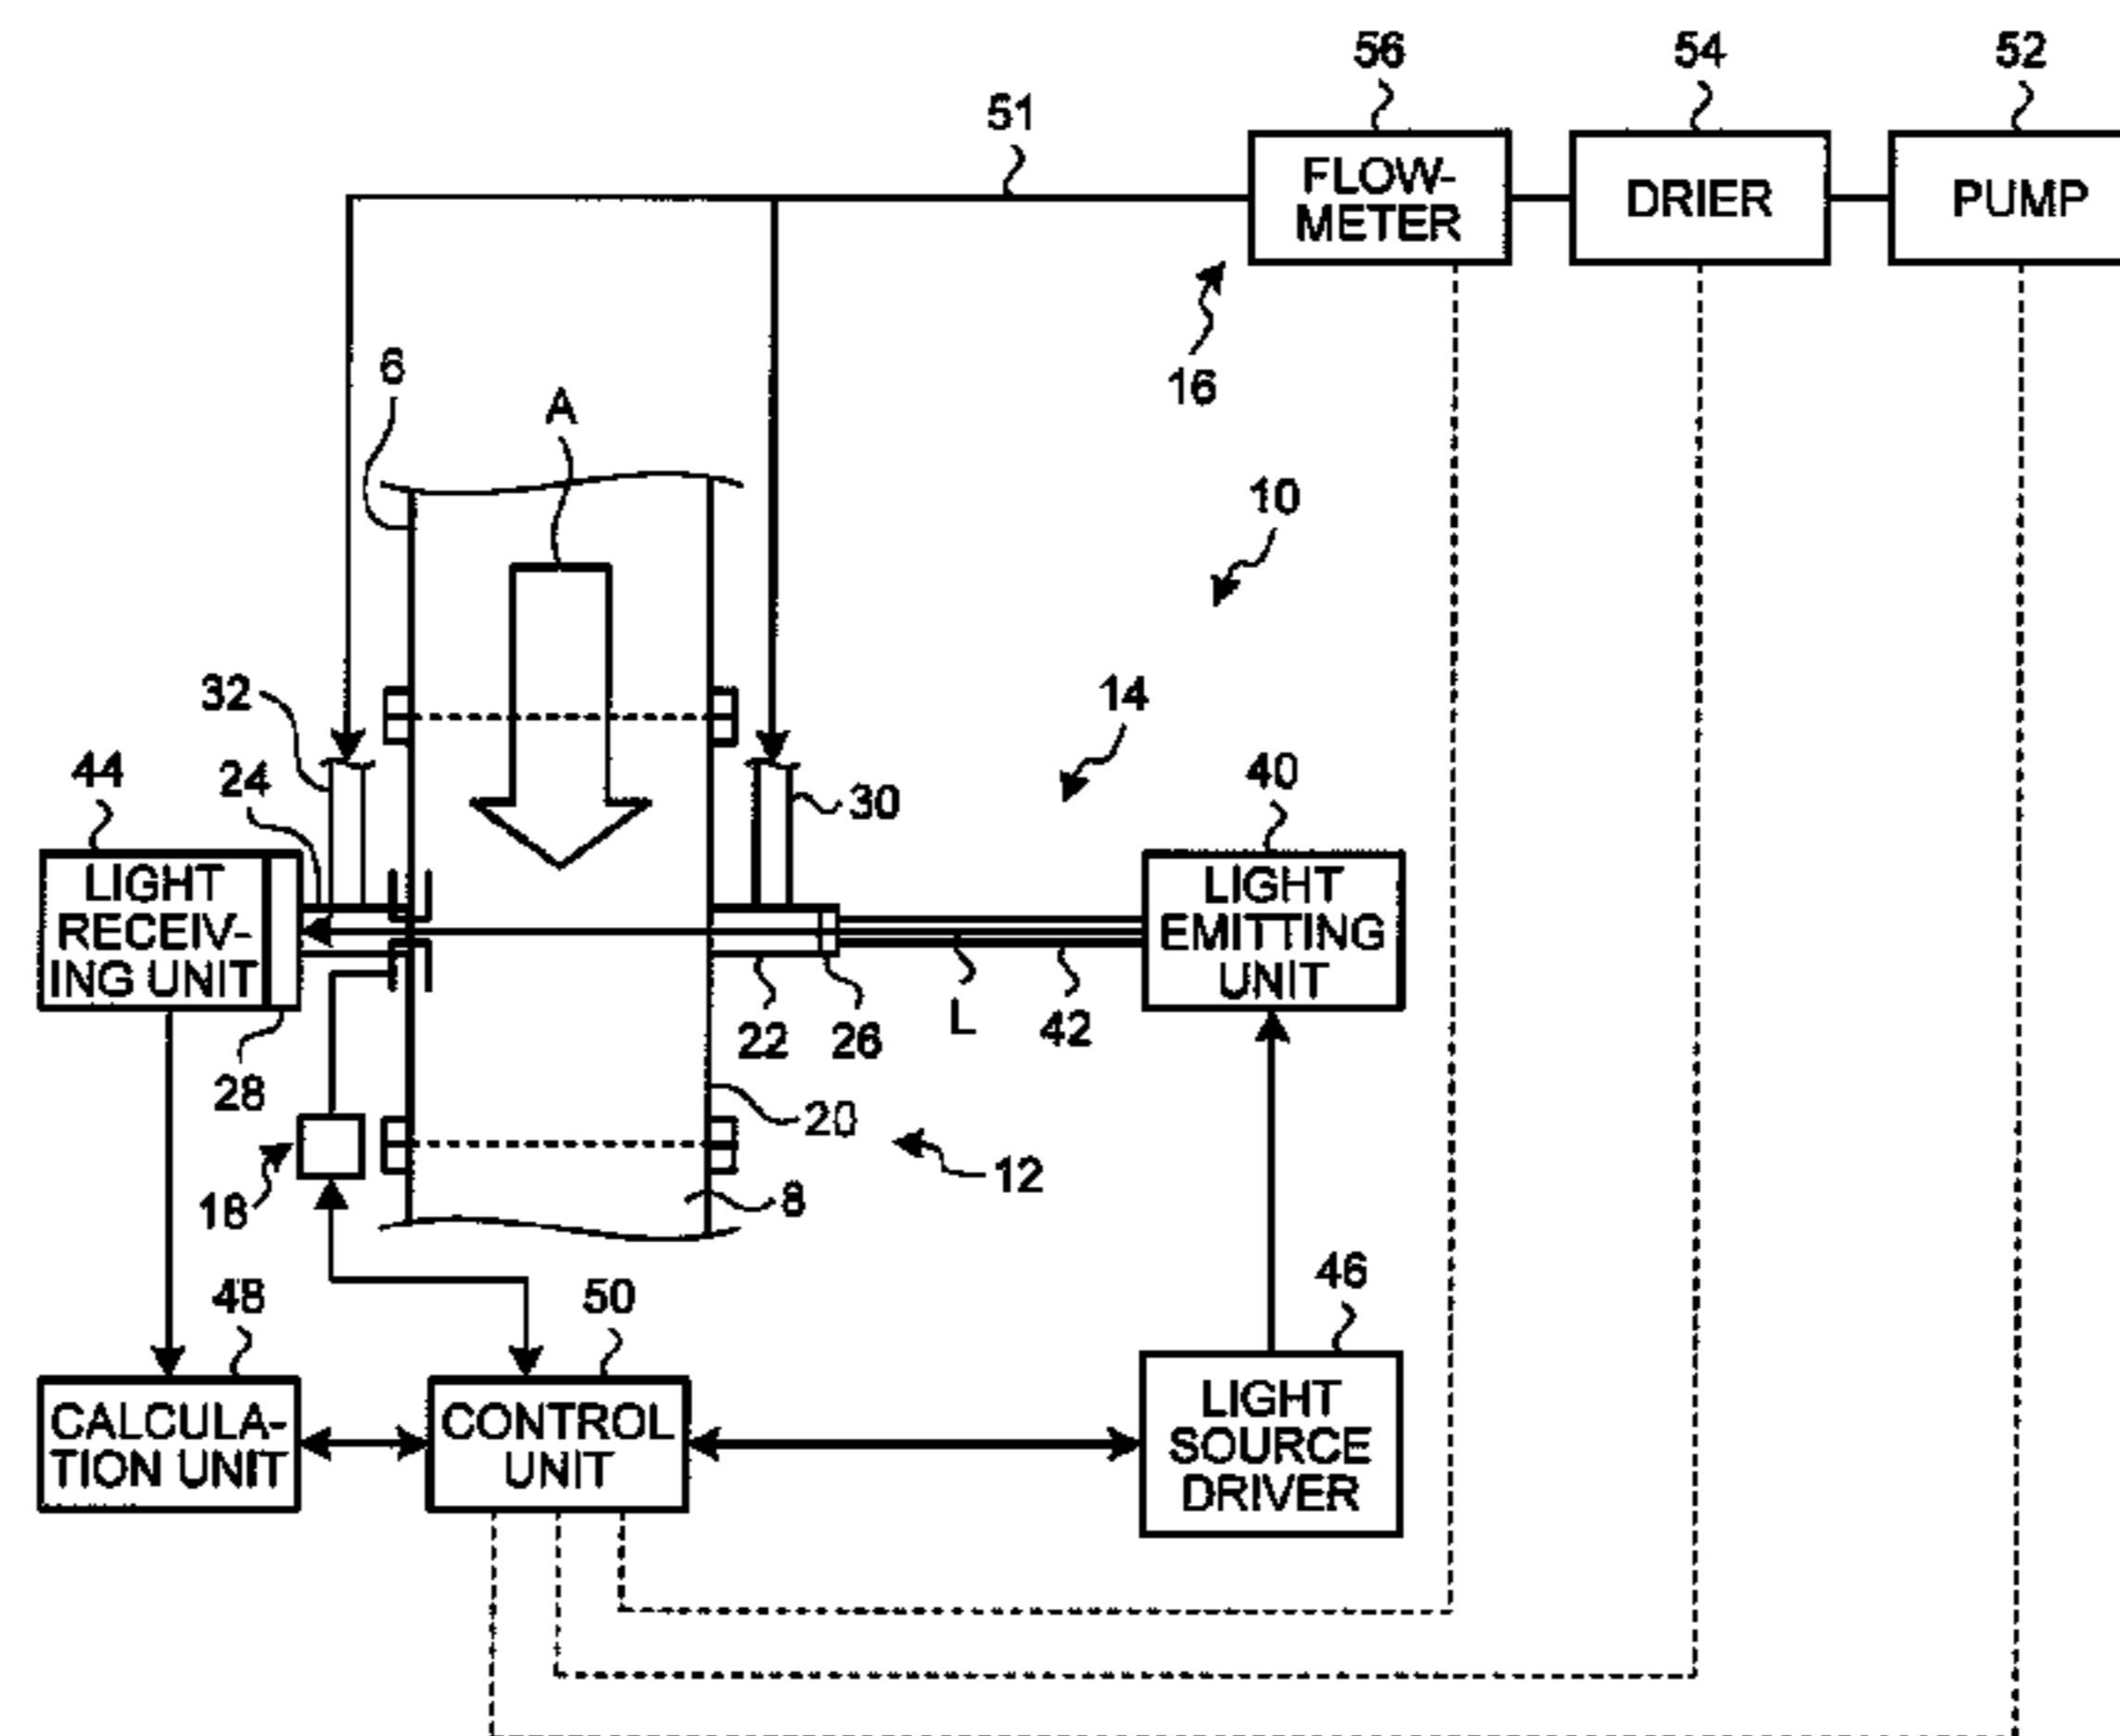 56
54
52
51
FLOW-
METER
DRIER
PUMP
16
6
A
10
32
14
44
24
30
40
LIGHT
RECEIV-
ING UNIT
LIGHT
EMITTING
UNIT
22
26
L
42
28
20
18
12
8
48
50
46
CALCULA-
TION UNIT
CONTROL
UNIT
LIGHT
SOURCE
DRIVER